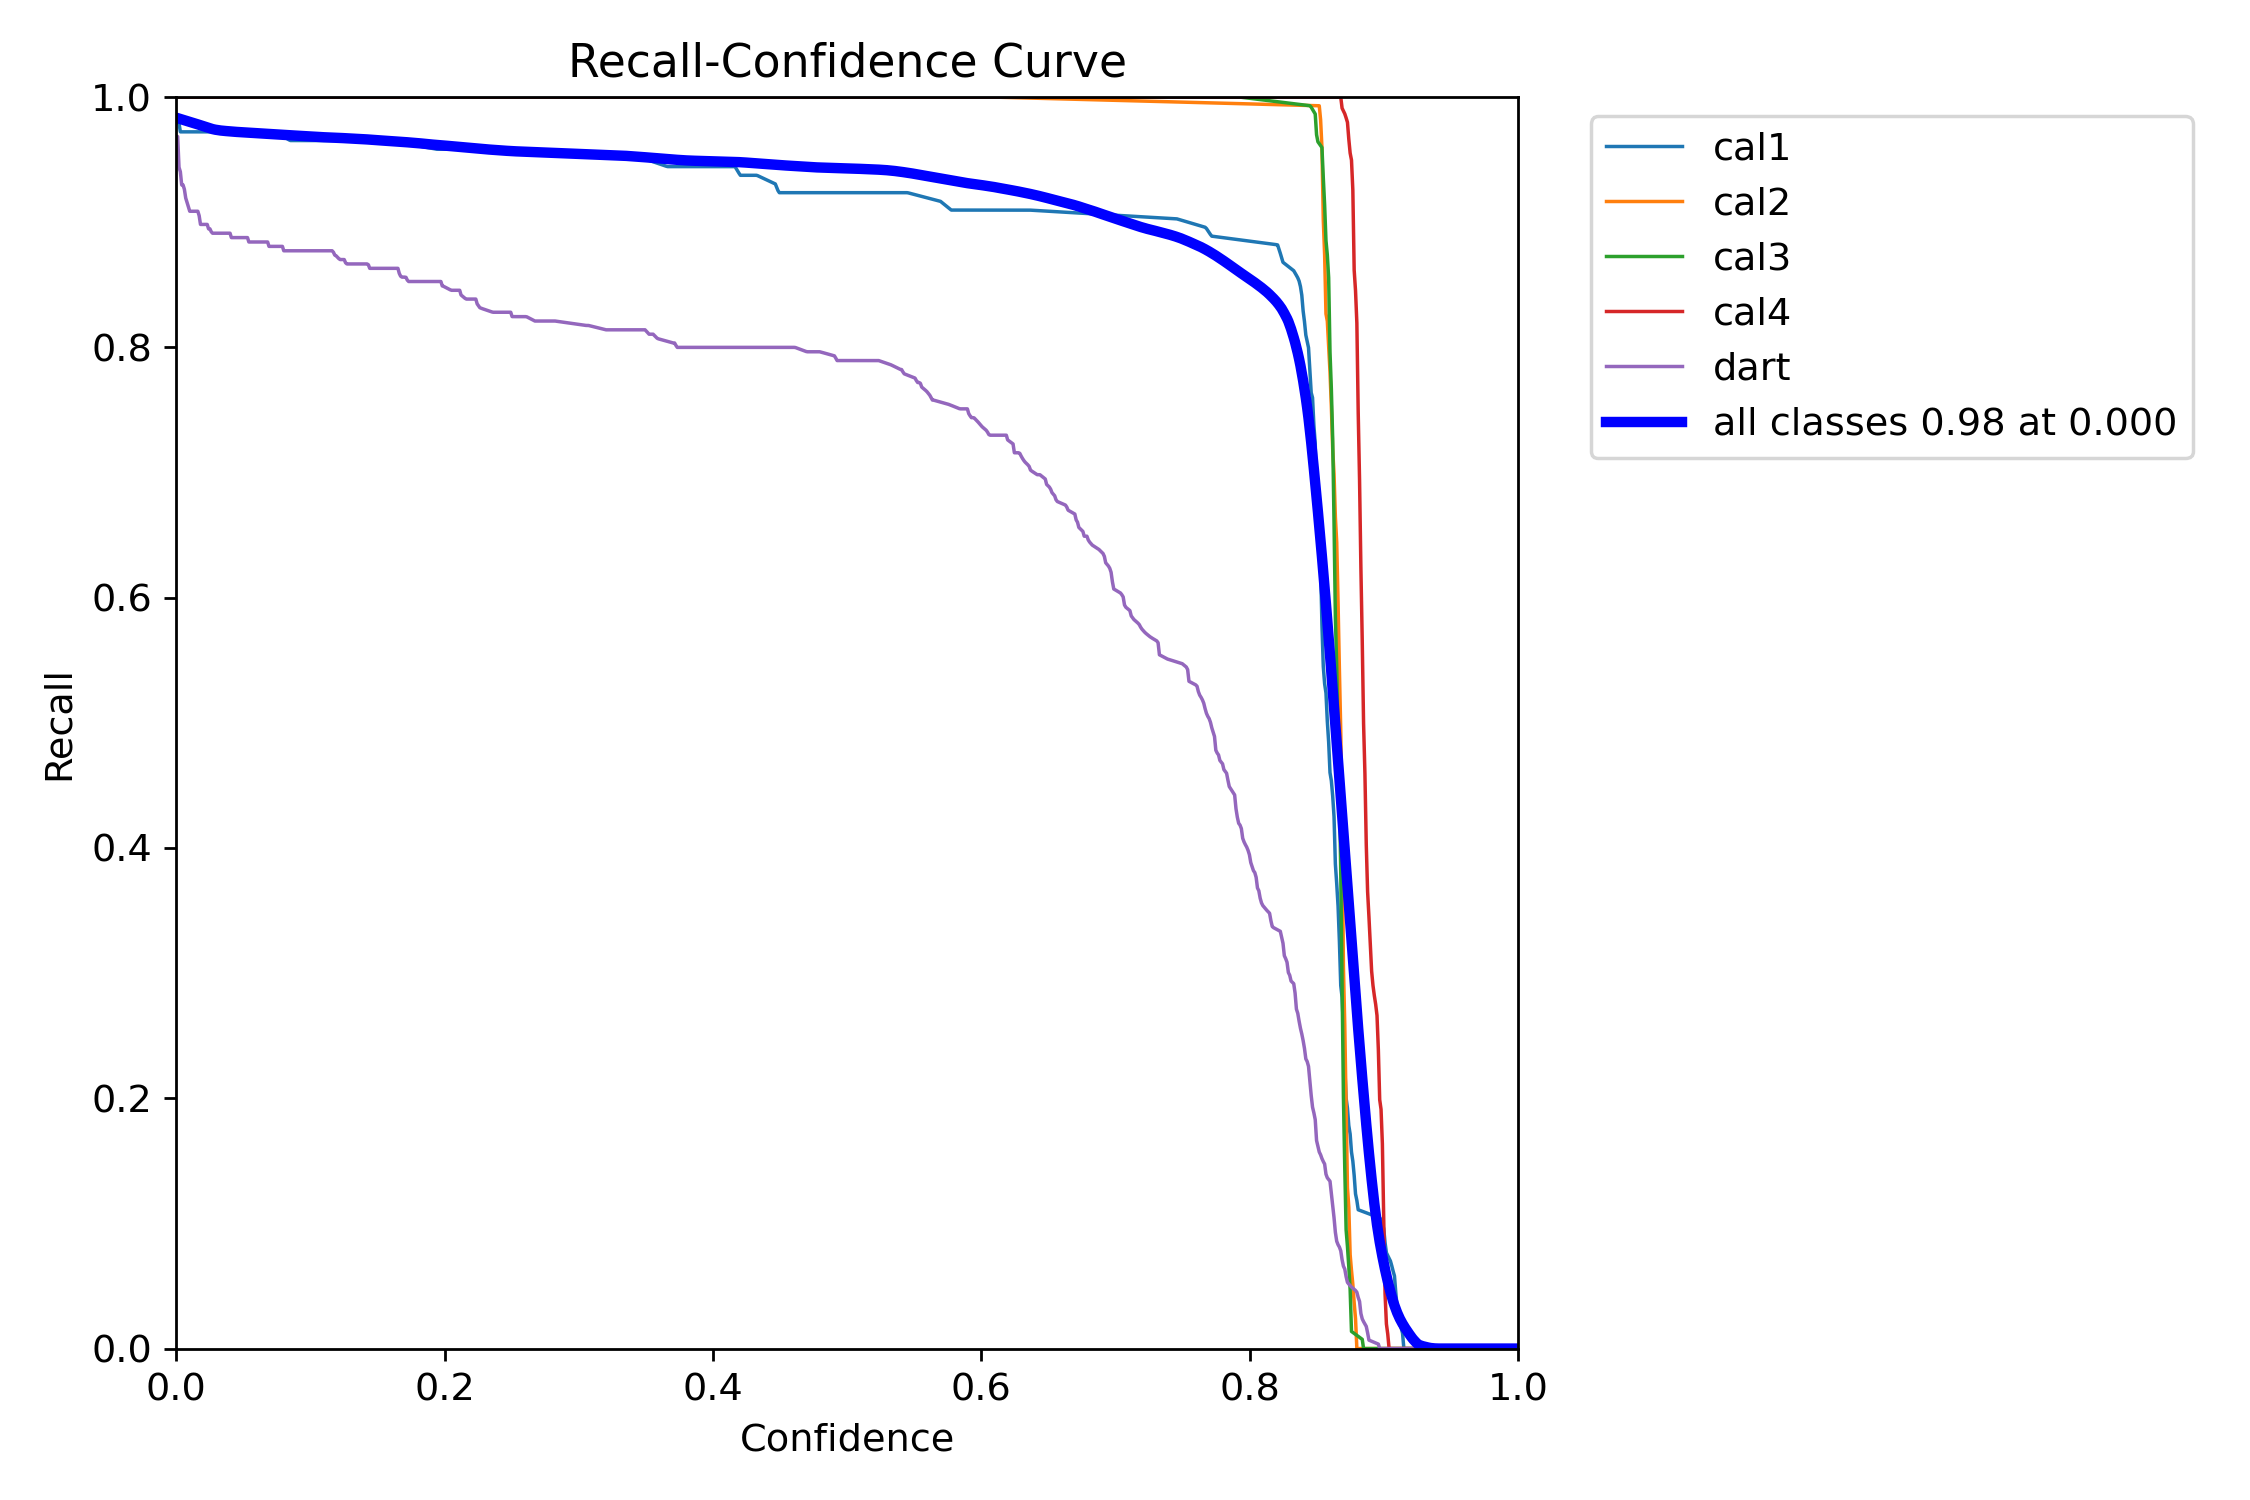 Recall-Confidence Curve
1.0
0.8
0.6
0.4
0.2
0.0
Recall
0.0 0.2 0.4 0.6 0.8 1.0
Confidence
cal1
cal2
cal3
cal4
dart
all classes 0.98 at 0.000